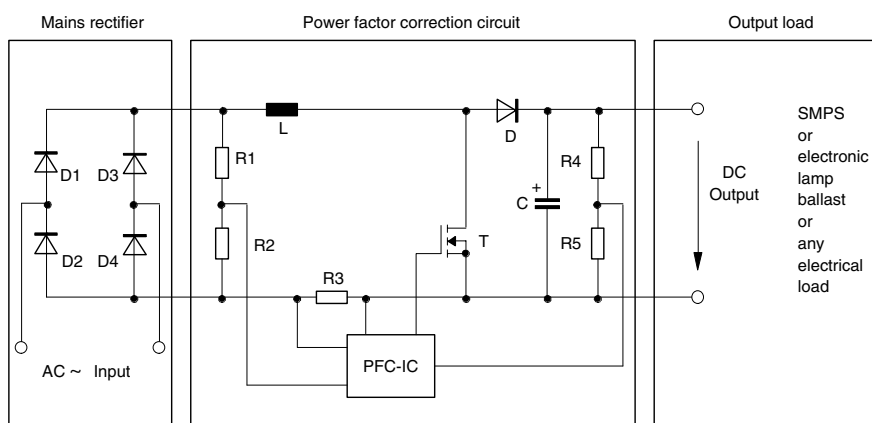 Mains rectifier
Power factor correction circuit
Output load
L
D
D1
D3
R1
R4
SMPS
or
electronic
lamp
ballast
or
any
electrical
load
DC
Output
+
C
D2
D4
R2
T
R5
R3
PFC-IC
AC ~ Input